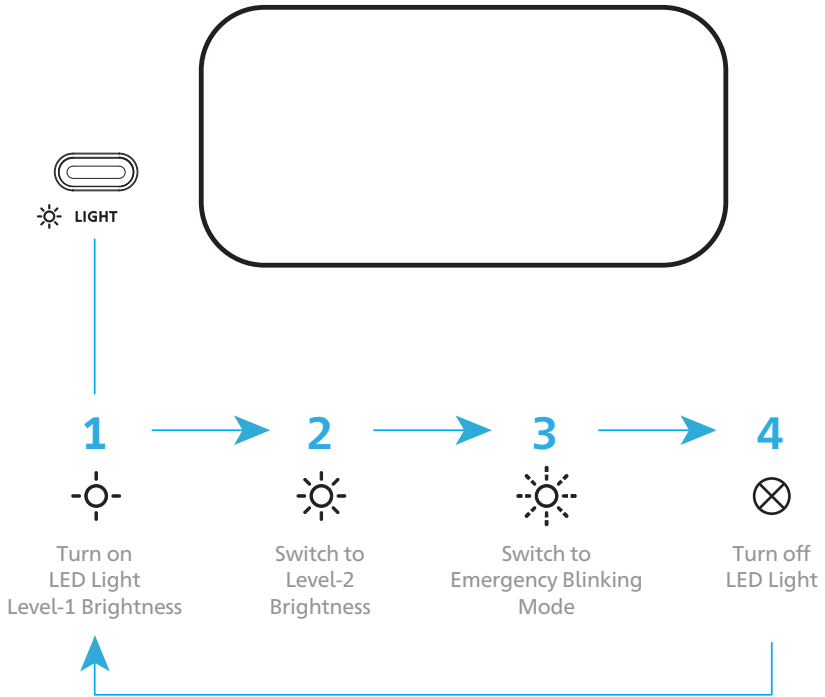 LIGHT
1
2
3
4
Turn on
LED Light
Level-1 Brightness
Switch to
Level-2
Brightness
Switch to
Emergency Blinking
Mode
Turn off
LED Light